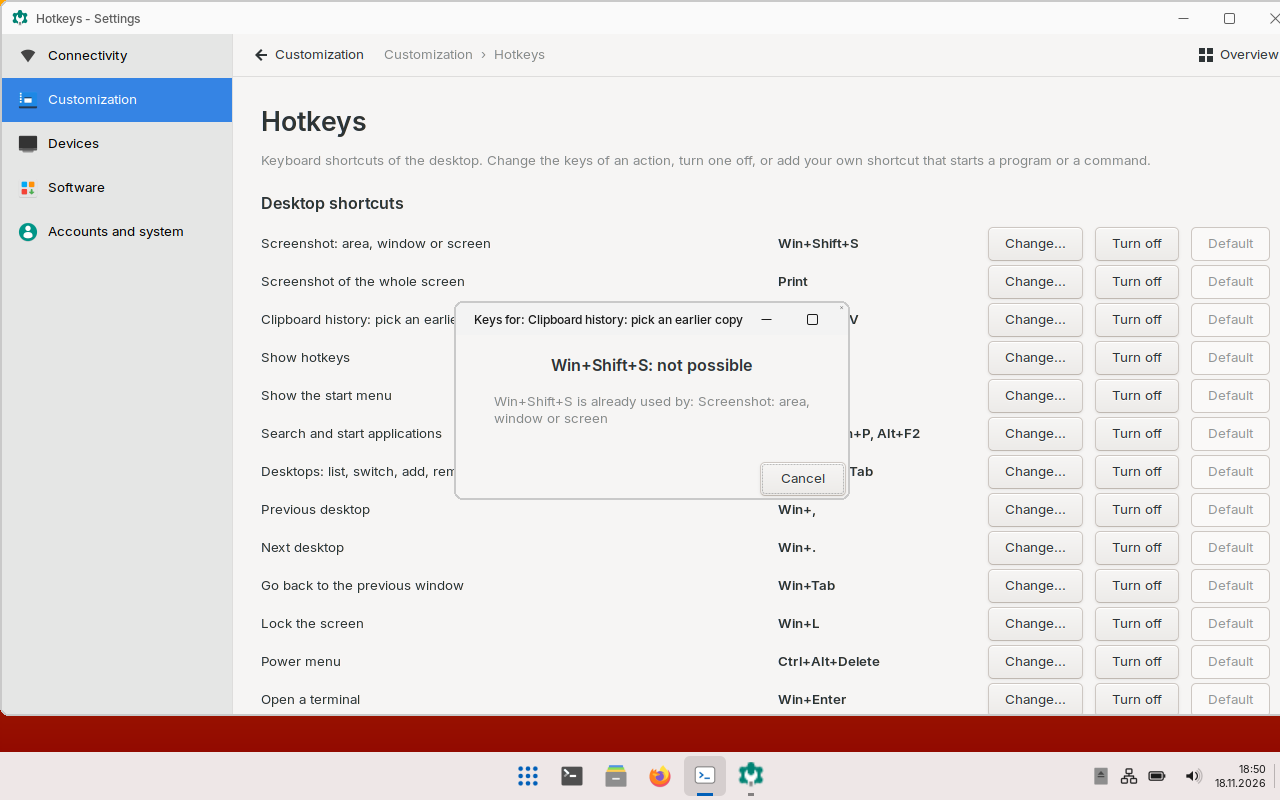 Hotkeys - Settings
Connectivity
Customization
Devices
Software
Accounts and system
Customization
Customization › Hotkeys
Overview
Hotkeys
Keyboard shortcuts of the desktop. Change the keys of an action, turn one off, or add your own shortcut that starts a program or a command.
Desktop shortcuts
Screenshot: area, window or screen Win+Shift+S Change... Turn off Default
Screenshot of the whole screen Print Change... Turn off Default
Clipboard history: pick an earlie V Change... Turn off Default
Show hotkeys Change... Turn off Default
Show the start menu Change... Turn off Default
Search and start applications +P, Alt+F2 Change... Turn off Default
Desktops: list, switch, add, rem Tab Change... Turn off Default
Previous desktop Win+, Change... Turn off Default
Next desktop Win+. Change... Turn off Default
Go back to the previous window Win+Tab Change... Turn off Default
Lock the screen Win+L Change... Turn off Default
Power menu Ctrl+Alt+Delete Change... Turn off Default
Open a terminal Win+Enter Change... Turn off Default
Keys for: Clipboard history: pick an earlier copy
Win+Shift+S: not possible
Win+Shift+S is already used by: Screenshot: area,
window or screen
Cancel
18:50
18.11.2026